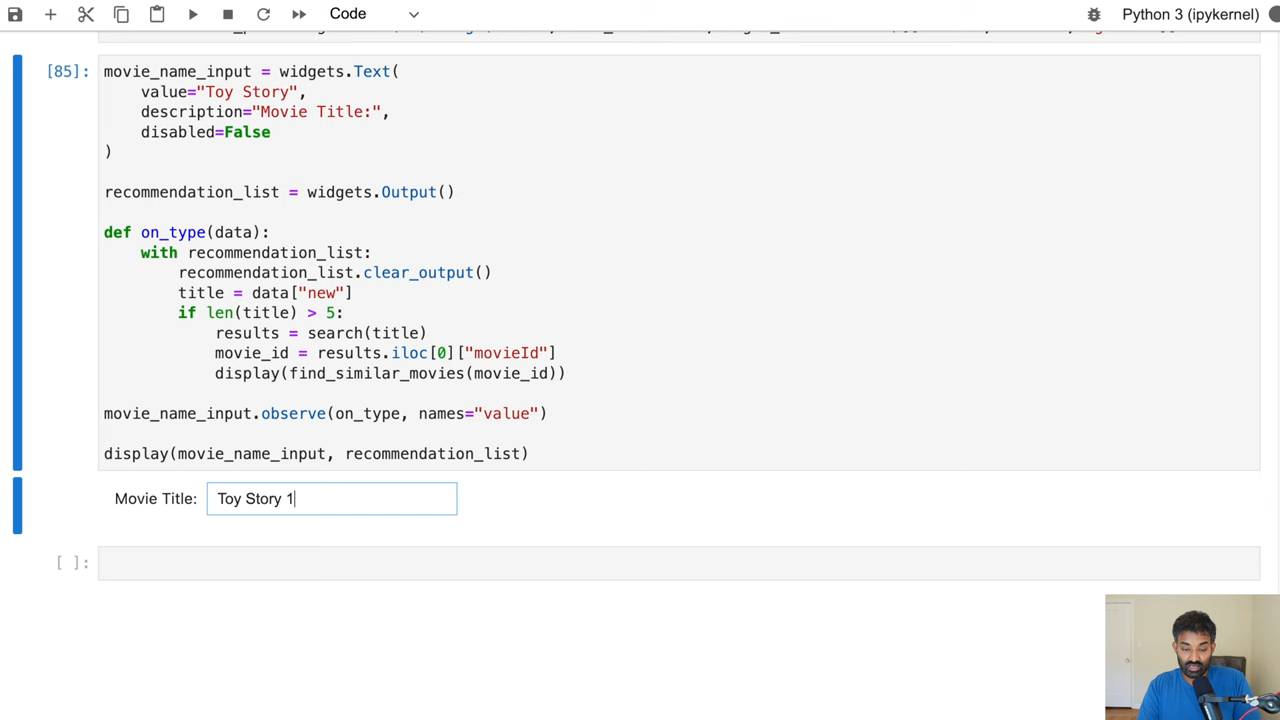 Code
Python 3 (ipykernel)
[85]:
movie_name_input = widgets.Text(
    value="Toy Story",
    description="Movie Title:",
    disabled=False
)
recommendation_list = widgets.Output()
def on_type(data):
    with recommendation_list:
        recommendation_list.clear_output()
        title = data["new"]
        if len(title) > 5:
            results = search(title)
            movie_id = results.iloc[0]["movieId"]
            display(find_similar_movies(movie_id))
movie_name_input.observe(on_type, names="value")
display(movie_name_input, recommendation_list)
Movie Title: Toy Story 1
[ ]: